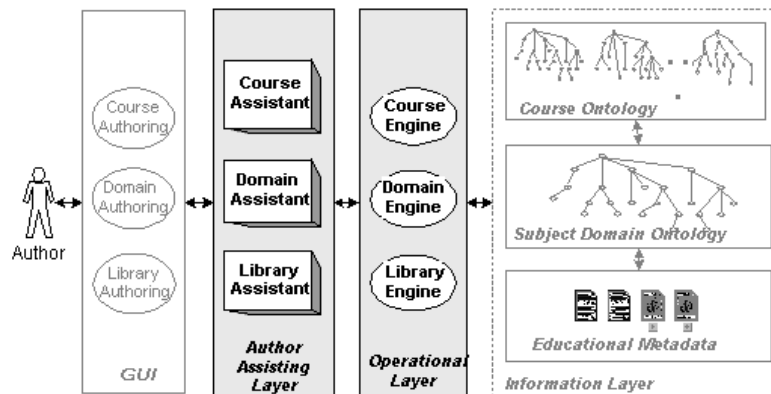 Author
Course
Authoring
Domain
Authoring
Library
Authoring
GUI
Course
Assistant
Domain
Assistant
Library
Assistant
Author
Assisting
Layer
Course
Engine
Domain
Engine
Library
Engine
Operational
Layer
Course Ontology
Subject Domain Ontology
Educational Metadata
Information Layer